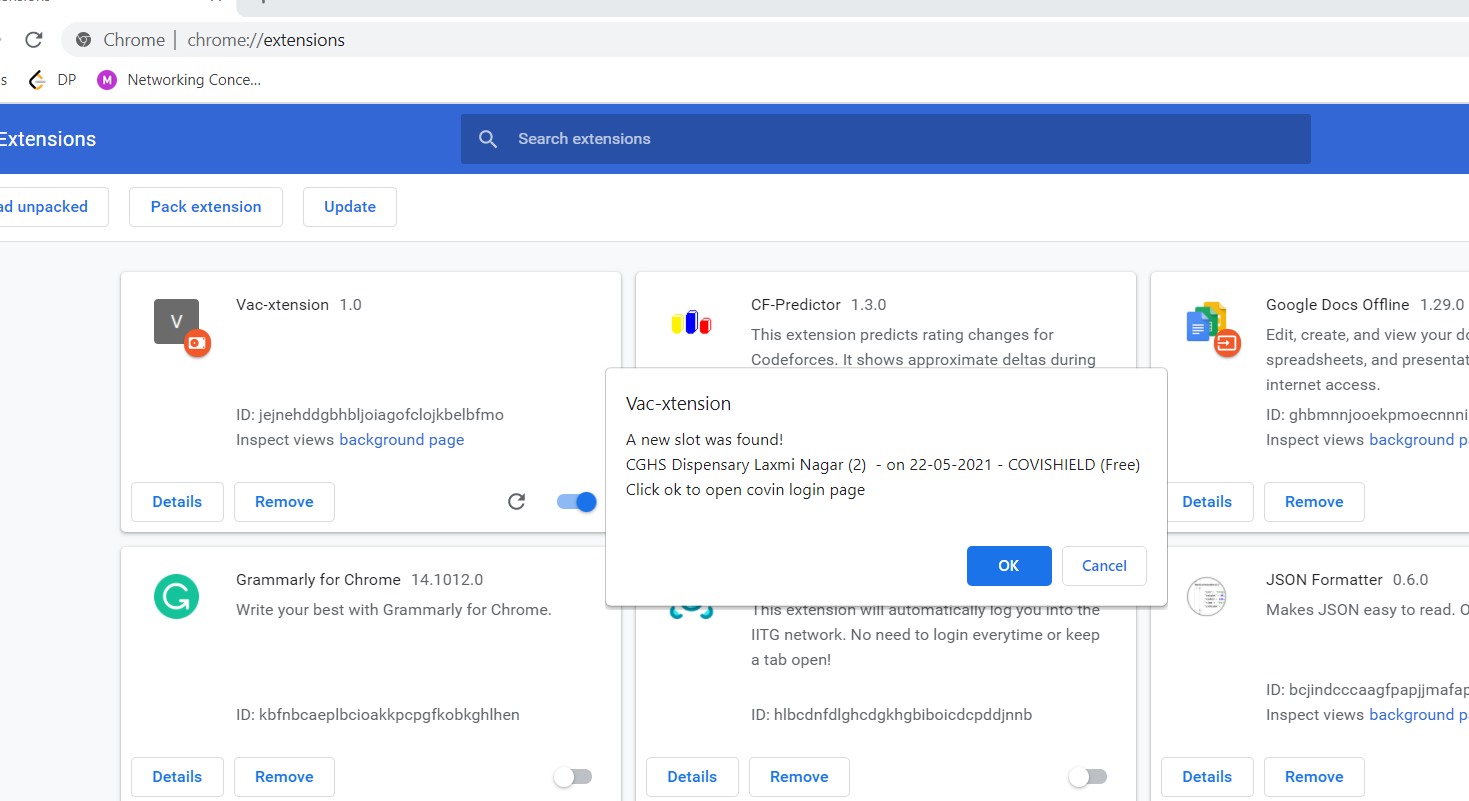 Chrome | chrome://extensions
DP
M
Networking Conce...
Extensions
Search extensions
ad unpacked
Pack extension
Update
V
Vac-xtension 1.0
ID: jejnehddgbhbljoiagofclojkbelbfmo
Inspect views background page
Details
Remove
CF-Predictor 1.3.0
This extension predicts rating changes for
Codeforces. It shows approximate deltas during
Google Docs Offline 1.29.0
Edit, create, and view your do
spreadsheets, and presentat
internet access.
ID: ghbmnnjooekpmoecnnni
Inspect views background p
Details
Remove
Vac-xtension
A new slot was found!
CGHS Dispensary Laxmi Nagar (2) - on 22-05-2021 - COVISHIELD (Free)
Click ok to open covin login page
OK
Cancel
Grammarly for Chrome 14.1012.0
Write your best with Grammarly for Chrome.
ID: kbfnbcaeplbcioakkpcpgfkobkghlhen
Details
Remove
This extension will automatically log you into the
IITG network. No need to login everytime or keep
a tab open!
ID: hlbcdnfdlghcdgkhgbiboicdcpddjnnb
Details
Remove
JSON Formatter 0.6.0
Makes JSON easy to read. O
ID: bcjindcccaagfpapjjmafap
Inspect views background p
Details
Remove